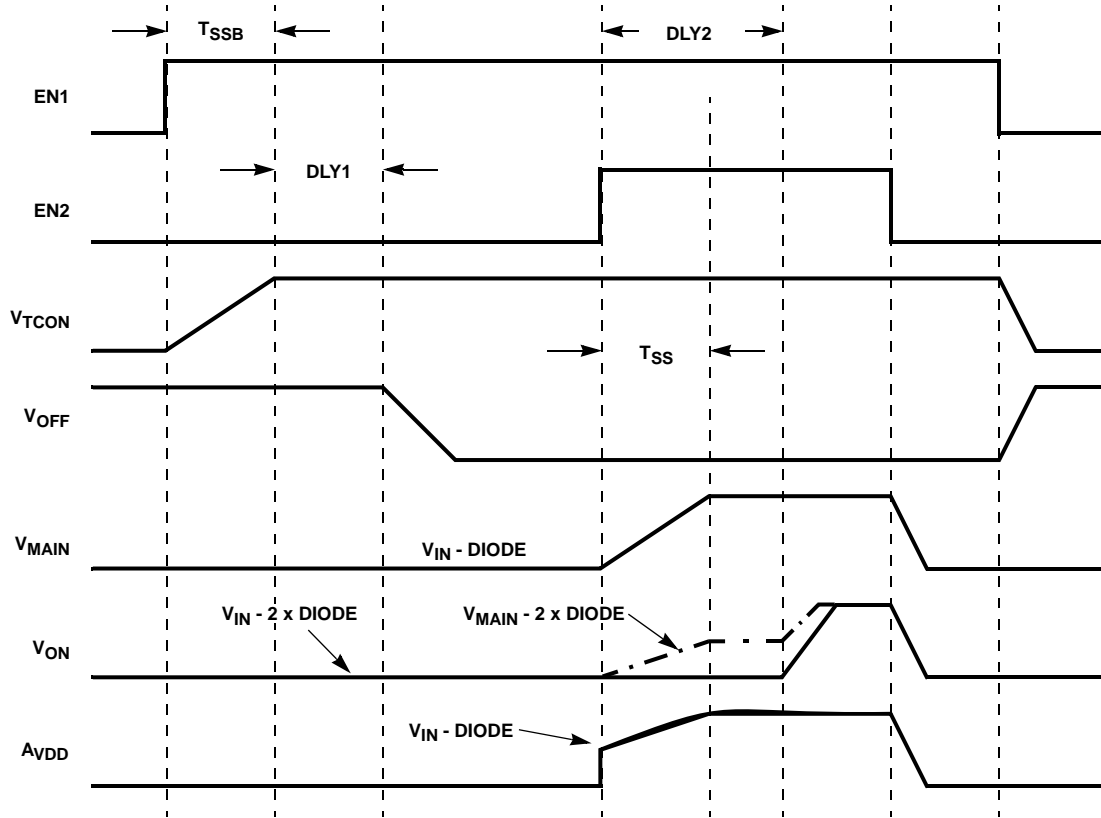 TSSB
DLY2
EN1
DLY1
EN2
VTCON
TSS
VOFF
VMAIN
VIN - DIODE
VIN - 2 x DIODE
VMAIN - 2 x DIODE
VON
VIN - DIODE
AVDD